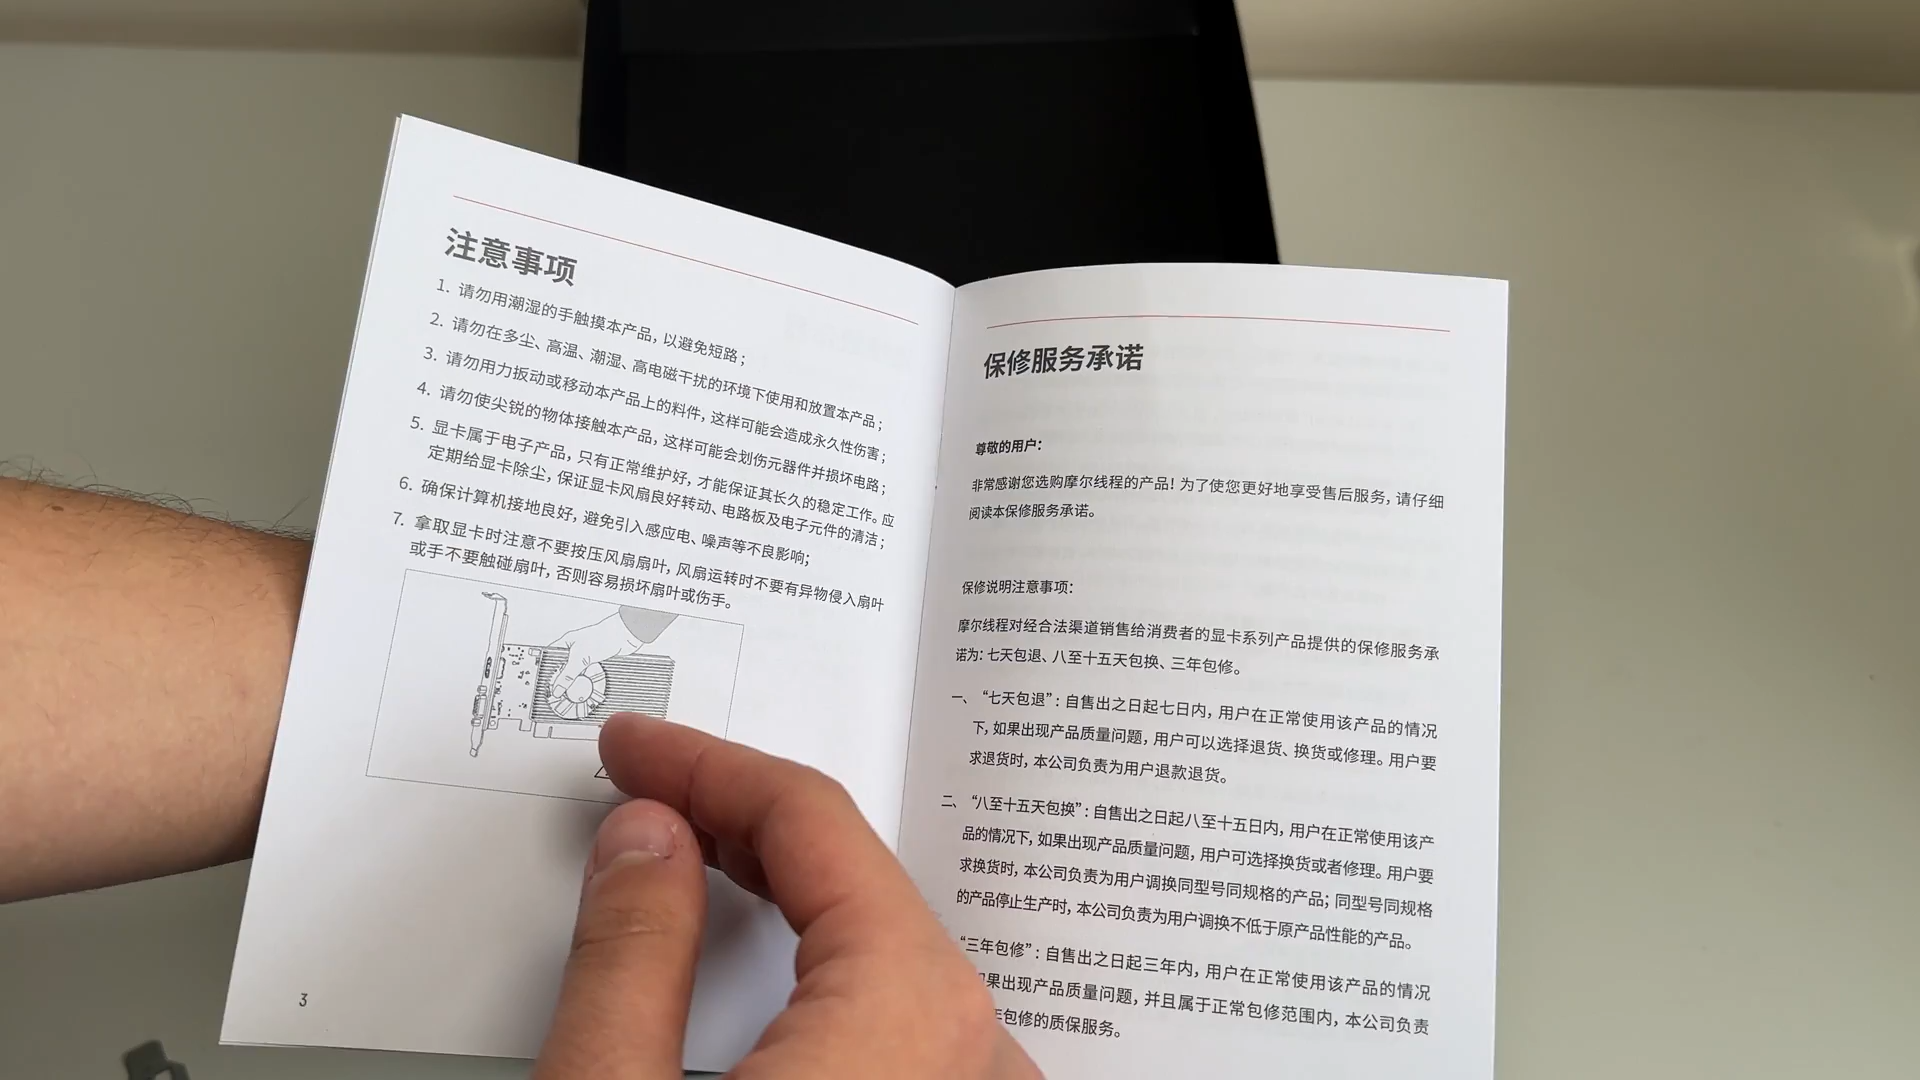 注意事项
1. 请勿用潮湿的手触摸本产品，以避免短路；
2. 请勿在多尘、高温、潮湿、高电磁干扰的环境下使用和放置本产品；
3. 请勿用力扳动或移动本产品上的料件，这样可能会造成永久性伤害；
4. 请勿使尖锐的物体接触本产品，这样可能会划伤元器件并损坏电路；
5. 显卡属于电子产品，只有正常维护好，才能保证其长久的稳定工作。应
定期给显卡除尘，保证显卡风扇良好转动、电路板及电子元件的清洁；
6. 确保计算机接地良好，避免引入感应电、噪声等不良影响；
7. 拿取显卡时注意不要按压风扇扇叶，风扇运转时不要有异物侵入扇叶
或手不要触碰扇叶，否则容易损坏扇叶或伤手。
3
保修服务承诺
尊敬的用户：
非常感谢您选购摩尔线程的产品！为了使您更好地享受售后服务，请仔细
阅读本保修服务承诺。
保修说明注意事项：
摩尔线程对经合法渠道销售给消费者的显卡系列产品提供的保修服务承
诺为：七天包退、八至十五天包换、三年包修。
一、“七天包退”：自售出之日起七日内，用户在正常使用该产品的情况
下，如果出现产品质量问题，用户可以选择退货、换货或修理。用户要
求退货时，本公司负责为用户退款退货。
二、“八至十五天包换”：自售出之日起八至十五日内，用户在正常使用该产
品的情况下，如果出现产品质量问题，用户可选择换货或者修理。用户要
求换货时，本公司负责为用户调换同型号同规格的产品；同型号同规格
的产品停止生产时，本公司负责为用户调换不低于原产品性能的产品。
“三年包修”：自售出之日起三年内，用户在正常使用该产品的情况
果出现产品质量问题，并且属于正常包修范围内，本公司负责
年包修的质保服务。